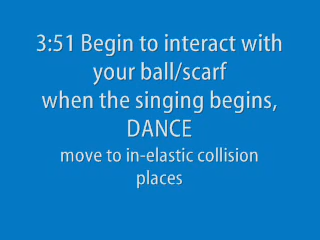 3:51 Begin to interact with
your ball/scarf
when the singing begins,
DANCE
move to in-elastic collision
places